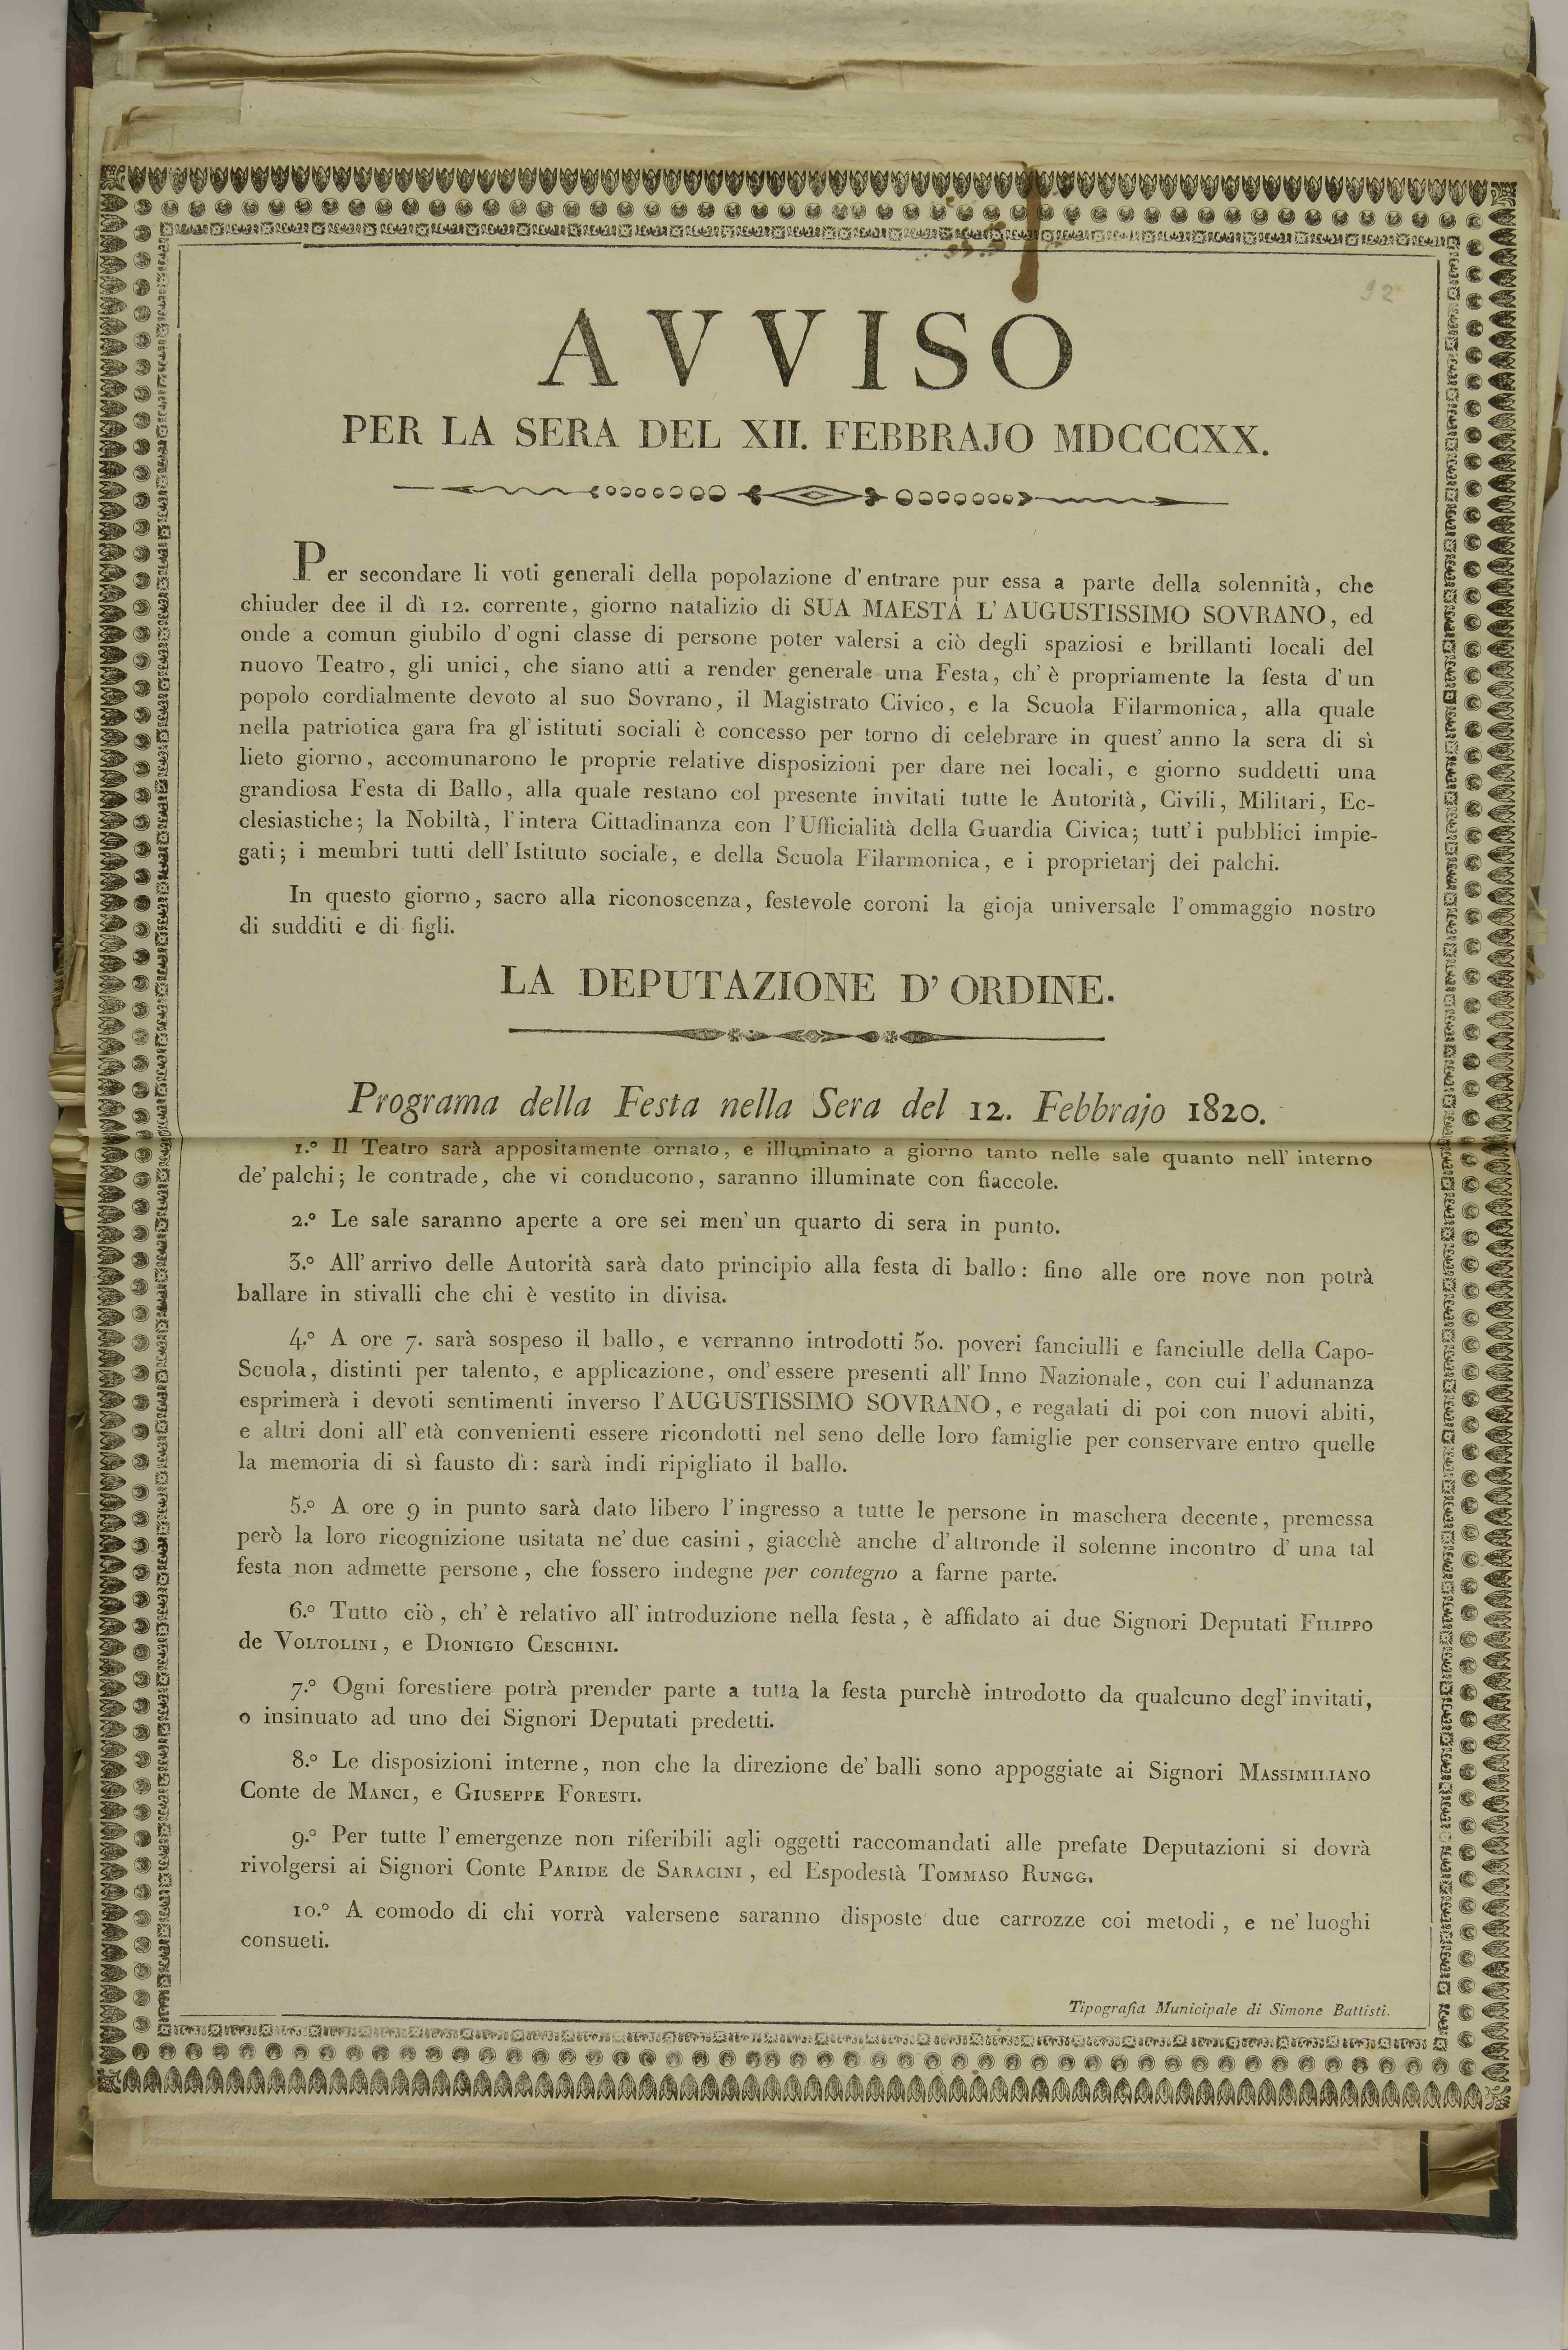 92
AVVISO
PER LA SERA DEL XII. FEBBRAJO MDCCCXX.
Per secondare li voti generali della popolazione d'entrare pur essa a parte della solennità, che
chiuder dee il dì 12. corrente, giorno natalizio di SUA MAESTÁ L'AUGUSTISSIMO SOVRANO, ed
onde a comun giubilo d'ogni classe di persone poter valersi a ciò degli spaziosi e brillanti locali del
nuovo Teatro, gli unici, che siano atti a render generale una Festa, ch'è propriamente la festa d'un
popolo cordialmente devoto al suo Sovrano, il Magistrato Civico, e la Scuola Filarmonica, alla quale
nella patriotica gara fra gl'istituti sociali è concesso per torno di celebrare in quest'anno la sera di sì
lieto giorno, accomunarono le proprie relative disposizioni per dare nei locali, e giorno suddetti una
grandiosa Festa di Ballo, alla quale restano col presente invitati tutte le Autorità, Civili, Militari, Ec-
clesiastiche; la Nobiltà, l'intera Cittadinanza con l'Ufficialità della Guardia Civica; tutt'i pubblici impie-
gati; i membri tutti dell'Istituto sociale, e della Scuola Filarmonica, e i proprietarj dei palchi.
In questo giorno, sacro alla riconoscenza, festevole coroni la gioja universale l'ommaggio nostro
di sudditi e di figli.
LA DEPUTAZIONE D'ORDINE.
Programa della Festa nella Sera del 12. Febbrajo 1820.
1.° Il Teatro sarà appositamente ornato, e illuminato a giorno tanto nelle sale quanto nell'interno
de'palchi; le contrade, che vi conducono, saranno illuminate con fiaccole.
2.° Le sale saranno aperte a ore sei men'un quarto di sera in punto.
3.° All'arrivo delle Autorità sarà dato principio alla festa di ballo: fino alle ore nove non potrà
ballare in stivalli che chi è vestito in divisa.
4.° A ore 7. sarà sospeso il ballo, e verranno introdotti 50. poveri fanciulli e fanciulle della Capo-
Scuola, distinti per talento, e applicazione, ond'essere presenti all'Inno Nazionale, con cui l'adunanza
esprimerà i devoti sentimenti inverso l'AUGUSTISSIMO SOVRANO, e regalati di poi con nuovi abiti,
e altri doni all'età convenienti essere ricondotti nel seno delle loro famiglie per conservare entro quelle
la memoria di sì fausto dì: sarà indi ripigliato il ballo.
5.° A ore 9 in punto sarà dato libero l'ingresso a tutte le persone in maschera decente, premessa
però la loro ricognizione usitata ne'due casini, giacchè anche d'altronde il solenne incontro d'una tal
festa non admette persone, che fossero indegne per contegno a farne parte.
6.° Tutto ciò, ch'è relativo all'introduzione nella festa, è affidato ai due Signori Deputati FILIPPO
de VOLTOLINI, e DIONIGIO CESCHINI.
7.° Ogni forestiere potrà prender parte a tutta la festa purchè introdotto da qualcuno degl'invitati,
o insinuato ad uno dei Signori Deputati predetti.
8.° Le disposizioni interne, non che la direzione de'balli sono appoggiate ai Signori MASSIMILIANO
Conte de MANCI, e GIUSEPPE FORESTI.
9.° Per tutte l'emergenze non riferibili agli oggetti raccomandati alle prefate Deputazioni si dovrà
rivolgersi ai Signori Conte PARIDE de SARACINI, ed Espodestà TOMMASO RUNGG.
10.° A comodo di chi vorrà valersene saranno disposte due carrozze coi metodi, e ne'luoghi
consueti.
Tipografia Municipale di Simone Battisti.